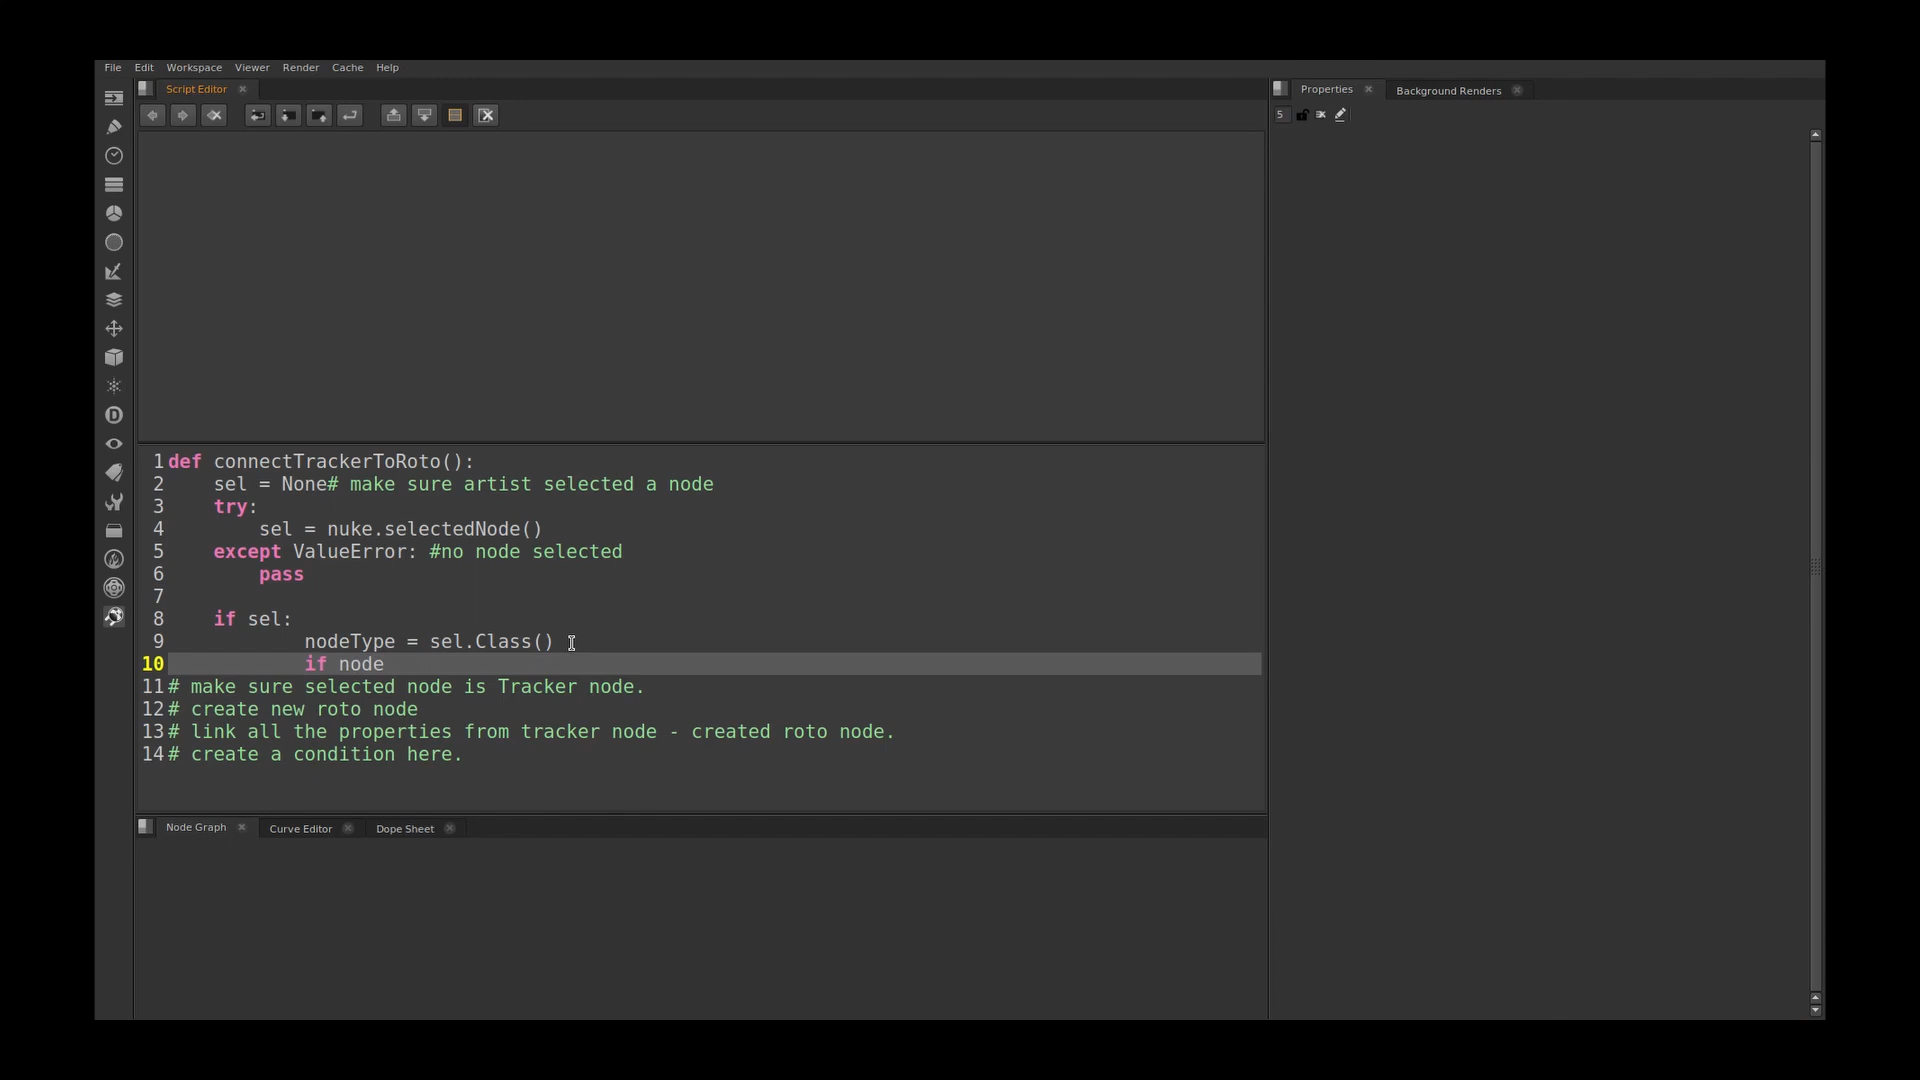 File Edit Workspace Viewer Render Cache Help
Script Editor
Properties Background Renders
5
1 def connectTrackerToRoto():
2     sel = None# make sure artist selected a node
3     try:
4         sel = nuke.selectedNode()
5     except ValueError: #no node selected
6         pass
7
8     if sel:
9             nodeType = sel.Class()
10             if node
11 # make sure selected node is Tracker node.
12 # create new roto node
13 # link all the properties from tracker node - created roto node.
14 # create a condition here.
Node Graph Curve Editor Dope Sheet